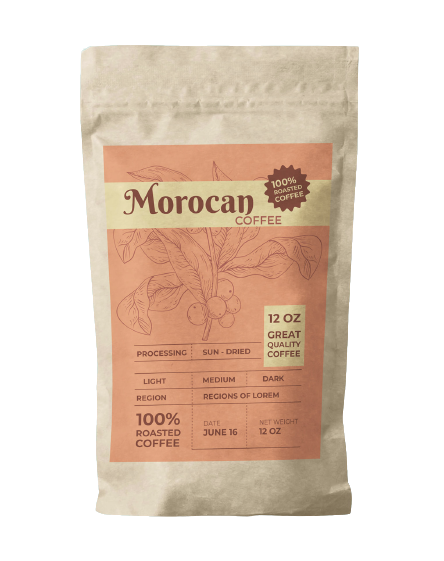 Morocan
COFFEE
100%
ROASTED
COFFEE
12 OZ
GREAT
QUALITY
COFFEE
PROCESSING SUN - DRIED
LIGHT MEDIUM DARK
REGION REGIONS OF LOREM
100%
ROASTED
COFFEE
DATE
JUNE 16
NET WEIGHT
12 OZ